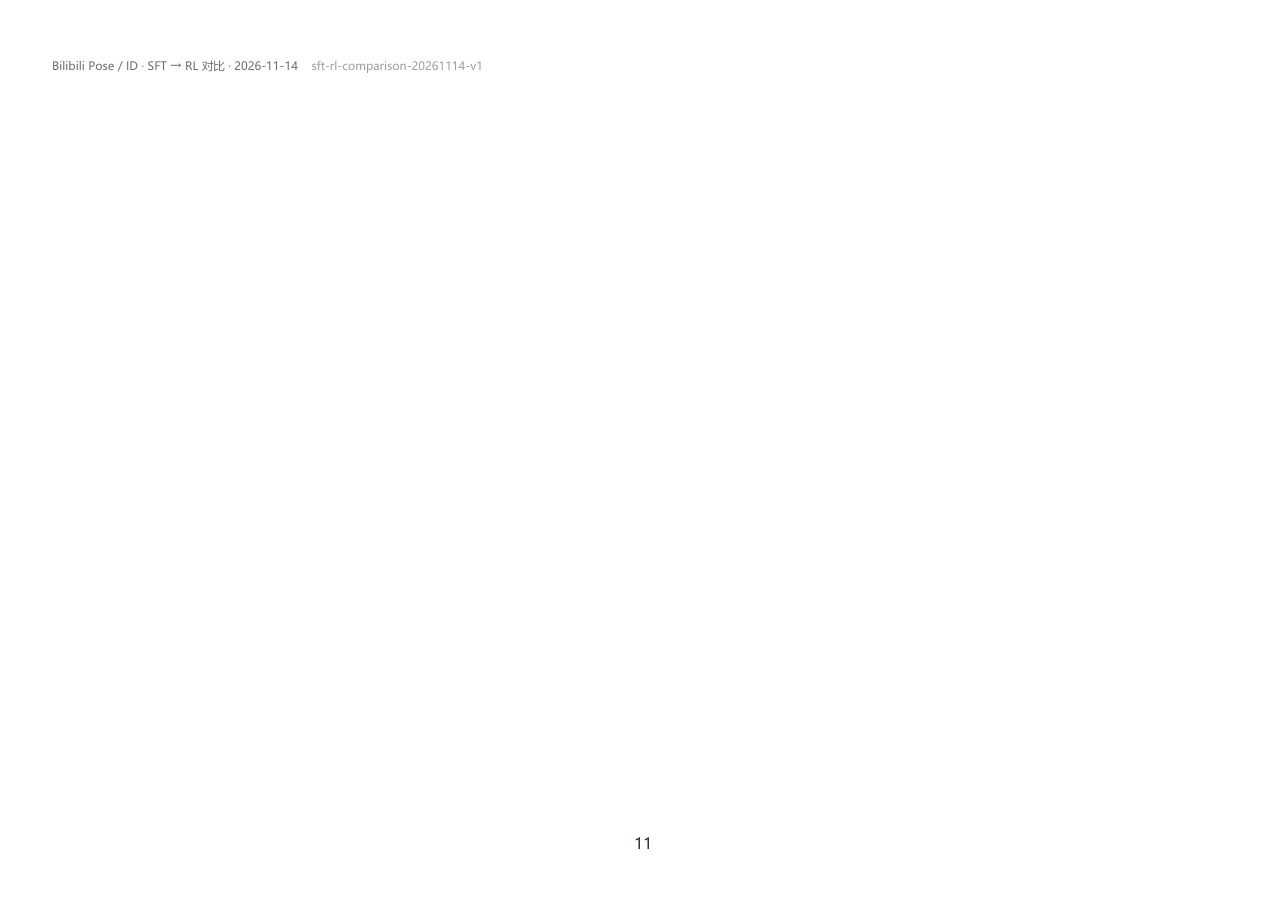 Bilibili Pose / ID · SFT → RL 对比 · 2026-11-14 sft-rl-comparison-20261114-v1
11